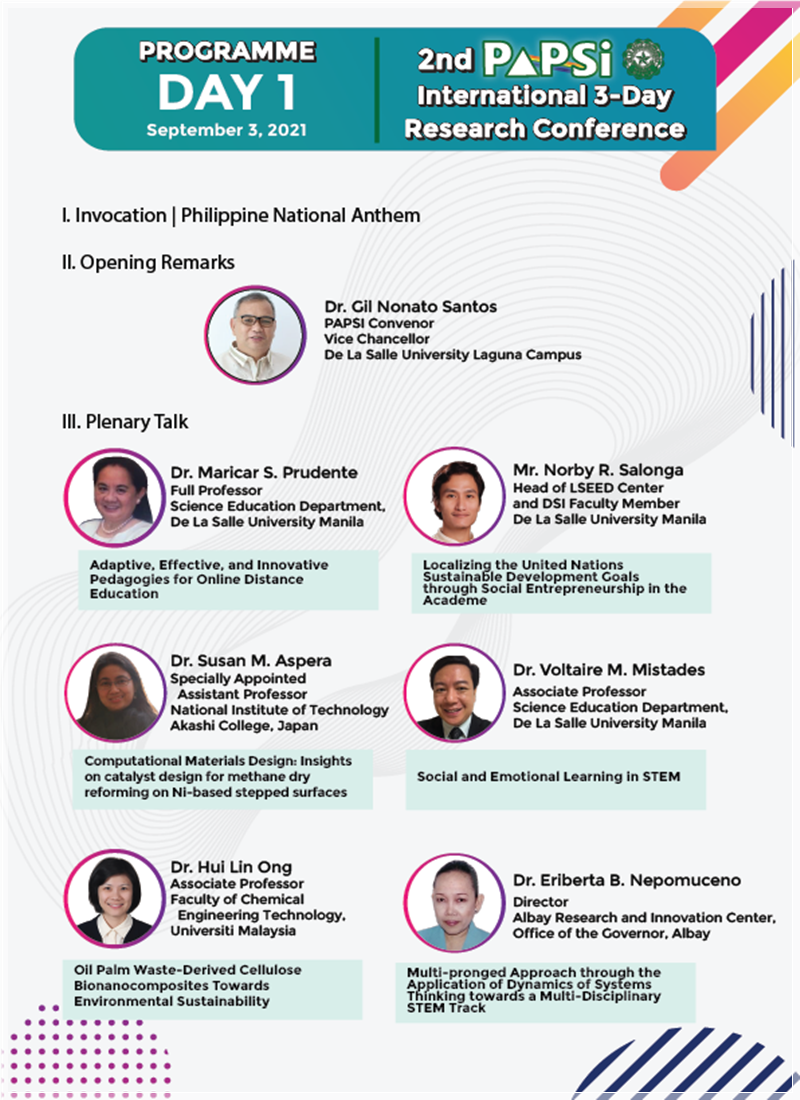 PROGRAMME
DAY 1
September 3, 2021
2nd PAPSi
International 3-Day
Research Conference
I. Invocation | Philippine National Anthem
II. Opening Remarks
Dr. Gil Nonato Santos
PAPSI Convenor
Vice Chancellor
De La Salle University Laguna Campus
III. Plenary Talk
Dr. Maricar S. Prudente
Full Professor
Science Education Department,
De La Salle University Manila
Adaptive, Effective, and Innovative
Pedagogies for Online Distance
Education
Mr. Norby R. Salonga
Head of LSEED Center
and DSI Faculty Member
De La Salle University Manila
Localizing the United Nations
Sustainable Development Goals
through Social Entrepreneurship in the
Academe
Dr. Susan M. Aspera
Specially Appointed
Assistant Professor
National Institute of Technology
Akashi College, Japan
Computational Materials Design: Insights
on catalyst design for methane dry
reforming on Ni-based stepped surfaces
Dr. Voltaire M. Mistades
Associate Professor
Science Education Department,
De La Salle University Manila
Social and Emotional Learning in STEM
Dr. Hui Lin Ong
Associate Professor
Faculty of Chemical
Engineering Technology,
Universiti Malaysia
Oil Palm Waste-Derived Cellulose
Bionanocomposites Towards
Environmental Sustainability
Dr. Eriberta B. Nepomuceno
Director
Albay Research and Innovation Center,
Office of the Governor, Albay
Multi-pronged Approach through the
Application of Dynamics of Systems
Thinking towards a Multi-Disciplinary
STEM Track